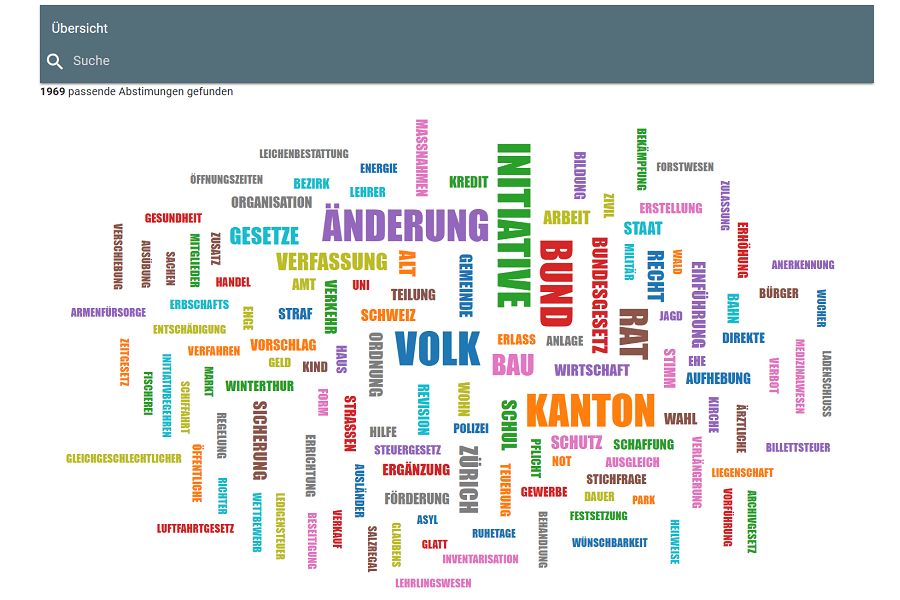 Übersicht
Suche
1969 passende Abstimungen gefunden
MASSNAHMEN
LEICHENBESTATTUNG
ENERGIE
BEKÄMPFUNG
INITIATIVE
BILDUNG
FORSTWESEN
ÖFFNUNGSZEITEN
BEZIRK
LEHRER
KREDIT
ZULASSUNG
ORGANISATION
ZIVIL
ERSTELLUNG
GESUNDHEIT
ÄNDERUNG
ARBEIT
STAAT
GESETZE
VERSCHIEBUNG
AUSÜBUNG
SACHEN
MITGLIEDER
ZUSATZ
VERFASSUNG
ALT
GEMEINDE
BUND
BUNDESGESETZ
MILITÄR
RECHT
WALD
EINFÜHRUNG
ERHÖHUNG
ANERKENNUNG
HANDEL
AMT
VERKEHR
UNI
TEILUNG
BAHN
BÜRGER
WUCHER
ARMENFÜRSORGE
ERBSCHAFTS
ENGE
STRAF
SCHWEIZ
RAT
JAGD
ENTSCHÄDIGUNG
VOLK
ERLASS
ANLAGE
DIREKTE
ZEITGESETZ
VERFAHREN
VORSCHLAG
HAUS
ORDNUNG
INITIATIVBEGEHREN
GELD
KIND
BAU
WIRTSCHAFT
STIMM
EHE
VERBOT
MEDIZINALWESEN
LADENSCHLUSS
FISCHEREI
SCHIFFAHRT
MARKT
WINTERTHUR
AUFHEBUNG
FORM
STRASSEN
REVISION
WOHN
KANTON
WAHL
KIRCHE
ÄRZTLICHE
REGELUNG
SICHERUNG
HILFE
POLIZEI
SCHUL
SCHUTZ
SCHAFFUNG
BILLETTSTEUER
GLEICHGESCHLECHTLICHER
ÖFFENTLICHE
ERRICHTUNG
STEUERGESETZ
ZÜRICH
PFLICHT
NOT
AUSGLEICH
VERLÄNGERUNG
LIEGENSCHAFT
RICHTER
AUSLÄNDER
ERGÄNZUNG
TEUERUNG
STICHFRAGE
WETTBEWERB
LEDIGENSTEUER
FÖRDERUNG
GEWERBE
DAUER
PARK
VORFÜHRUNG
ARCHIVGESETZ
LUFTFAHRTGESETZ
BESEITIGUNG
VERKAUF
ASYL
FESTSETZUNG
SALZREGAL
GLAUBENS
RUHETAGE
BEHANDLUNG
HEILWEISE
GLATT
WÜNSCHBARKEIT
INVENTARISATION
LEHRLINGSWESEN